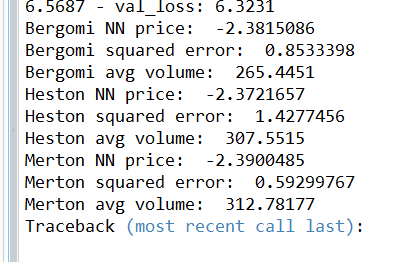 6.5687 - val_loss: 6.3231
Bergomi NN price:  -2.3815086
Bergomi squared error:  0.8533398
Bergomi avg volume:  265.4451
Heston NN price:  -2.3721657
Heston squared error:  1.4277456
Heston avg volume:  307.5515
Merton NN price:  -2.3900485
Merton squared error:  0.59299767
Merton avg volume:  312.78177
Traceback (most recent call last):